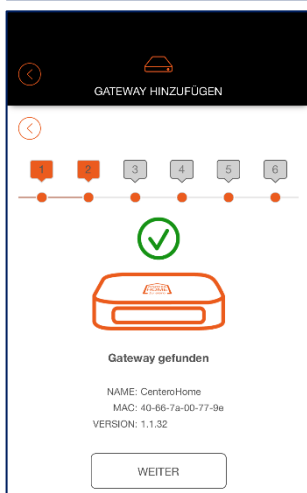 GATEWAY HINZUFÜGEN
1 2 3 4 5 6
HOME
Gateway gefunden
NAME: CenteroHome
MAC: 40-66-7a-00-77-9e
VERSION: 1.1.32
WEITER